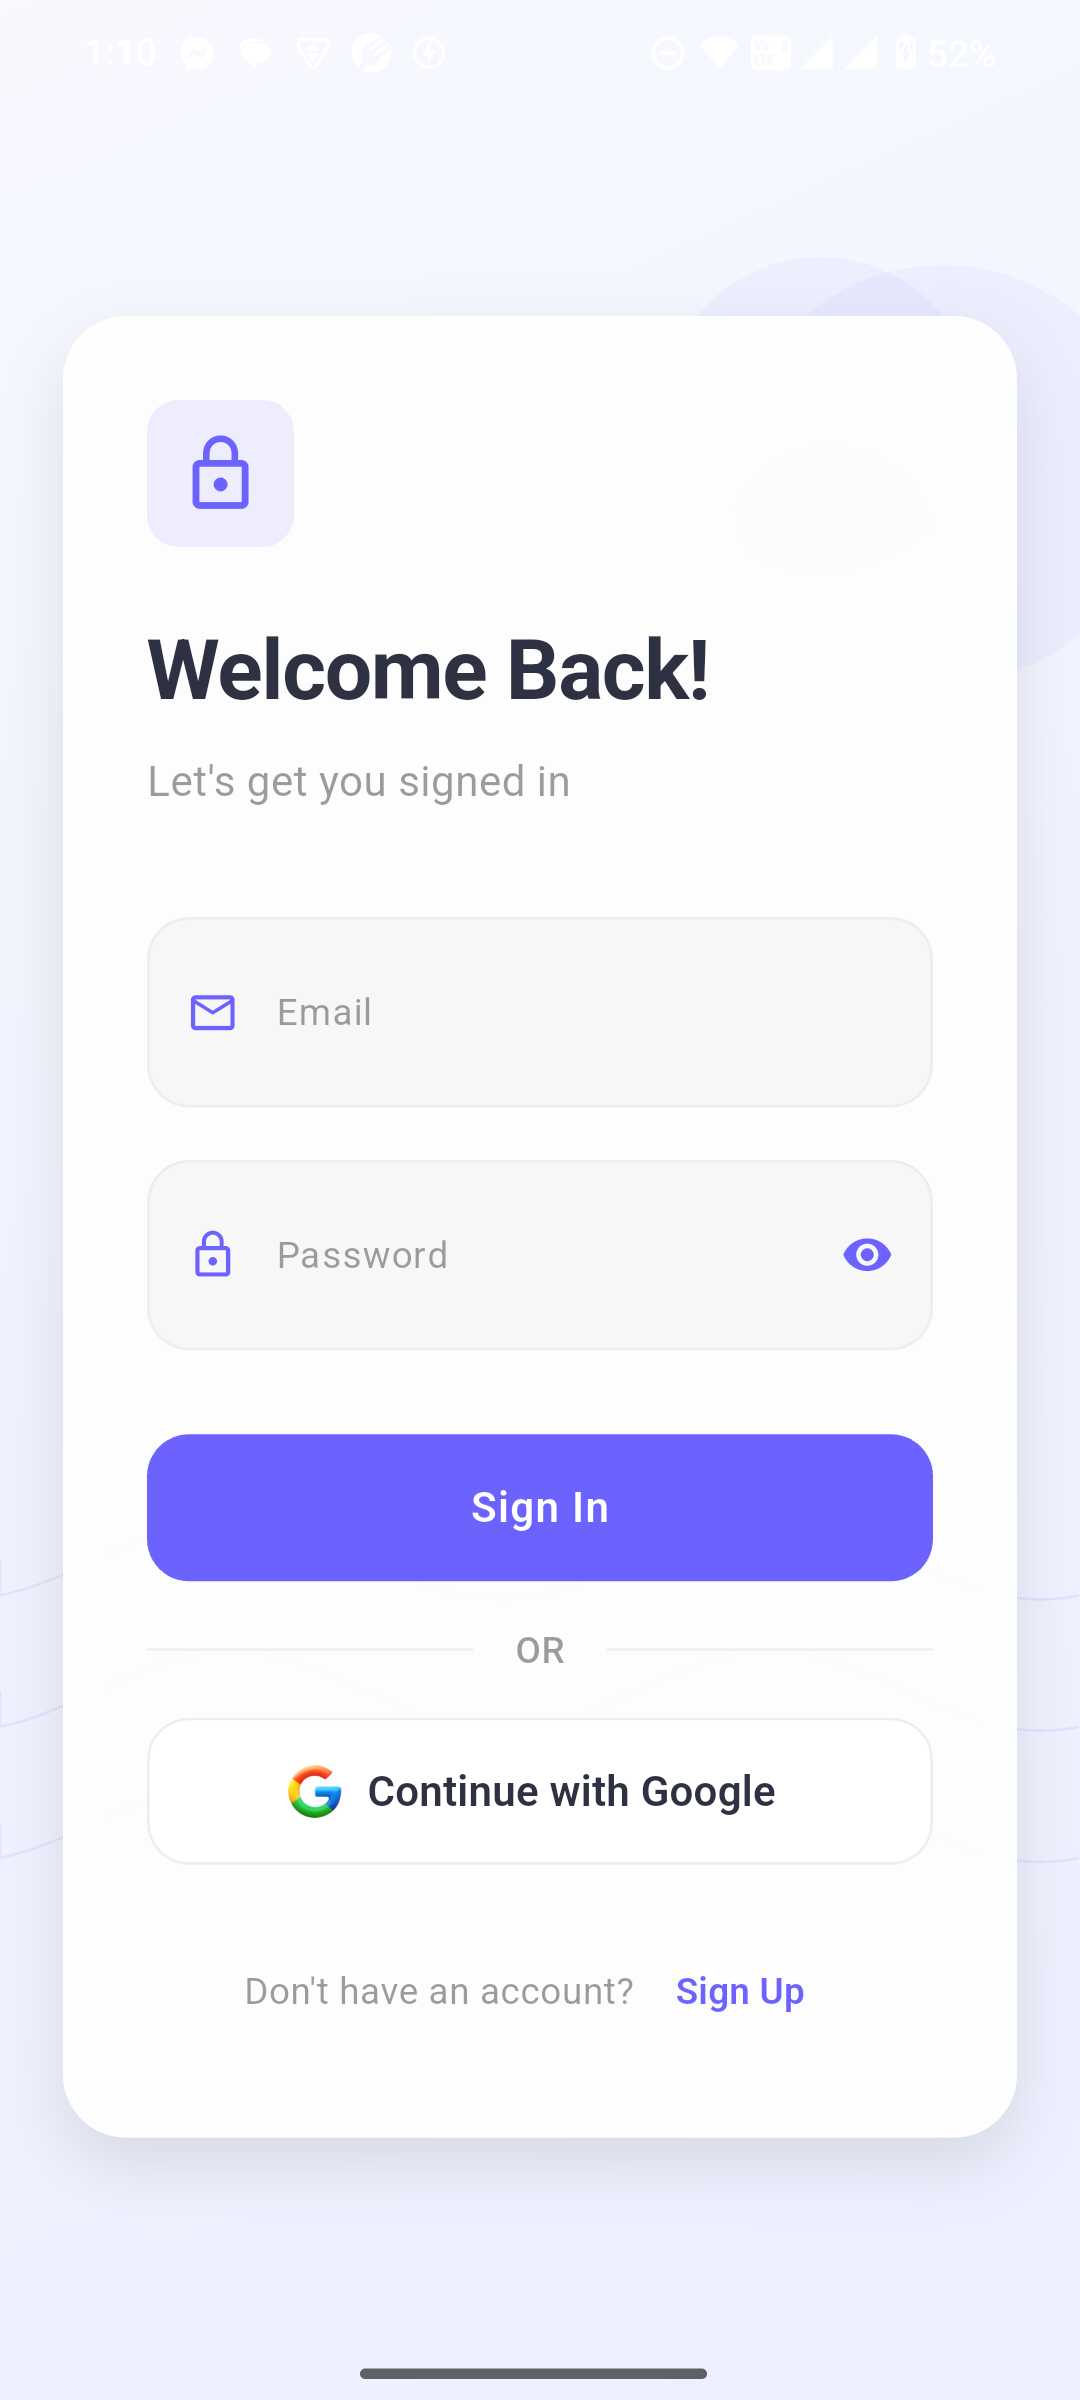 1:10 52%
Welcome Back!
Let's get you signed in
Email
Password
Sign In
OR
Continue with Google
Don't have an account? Sign Up